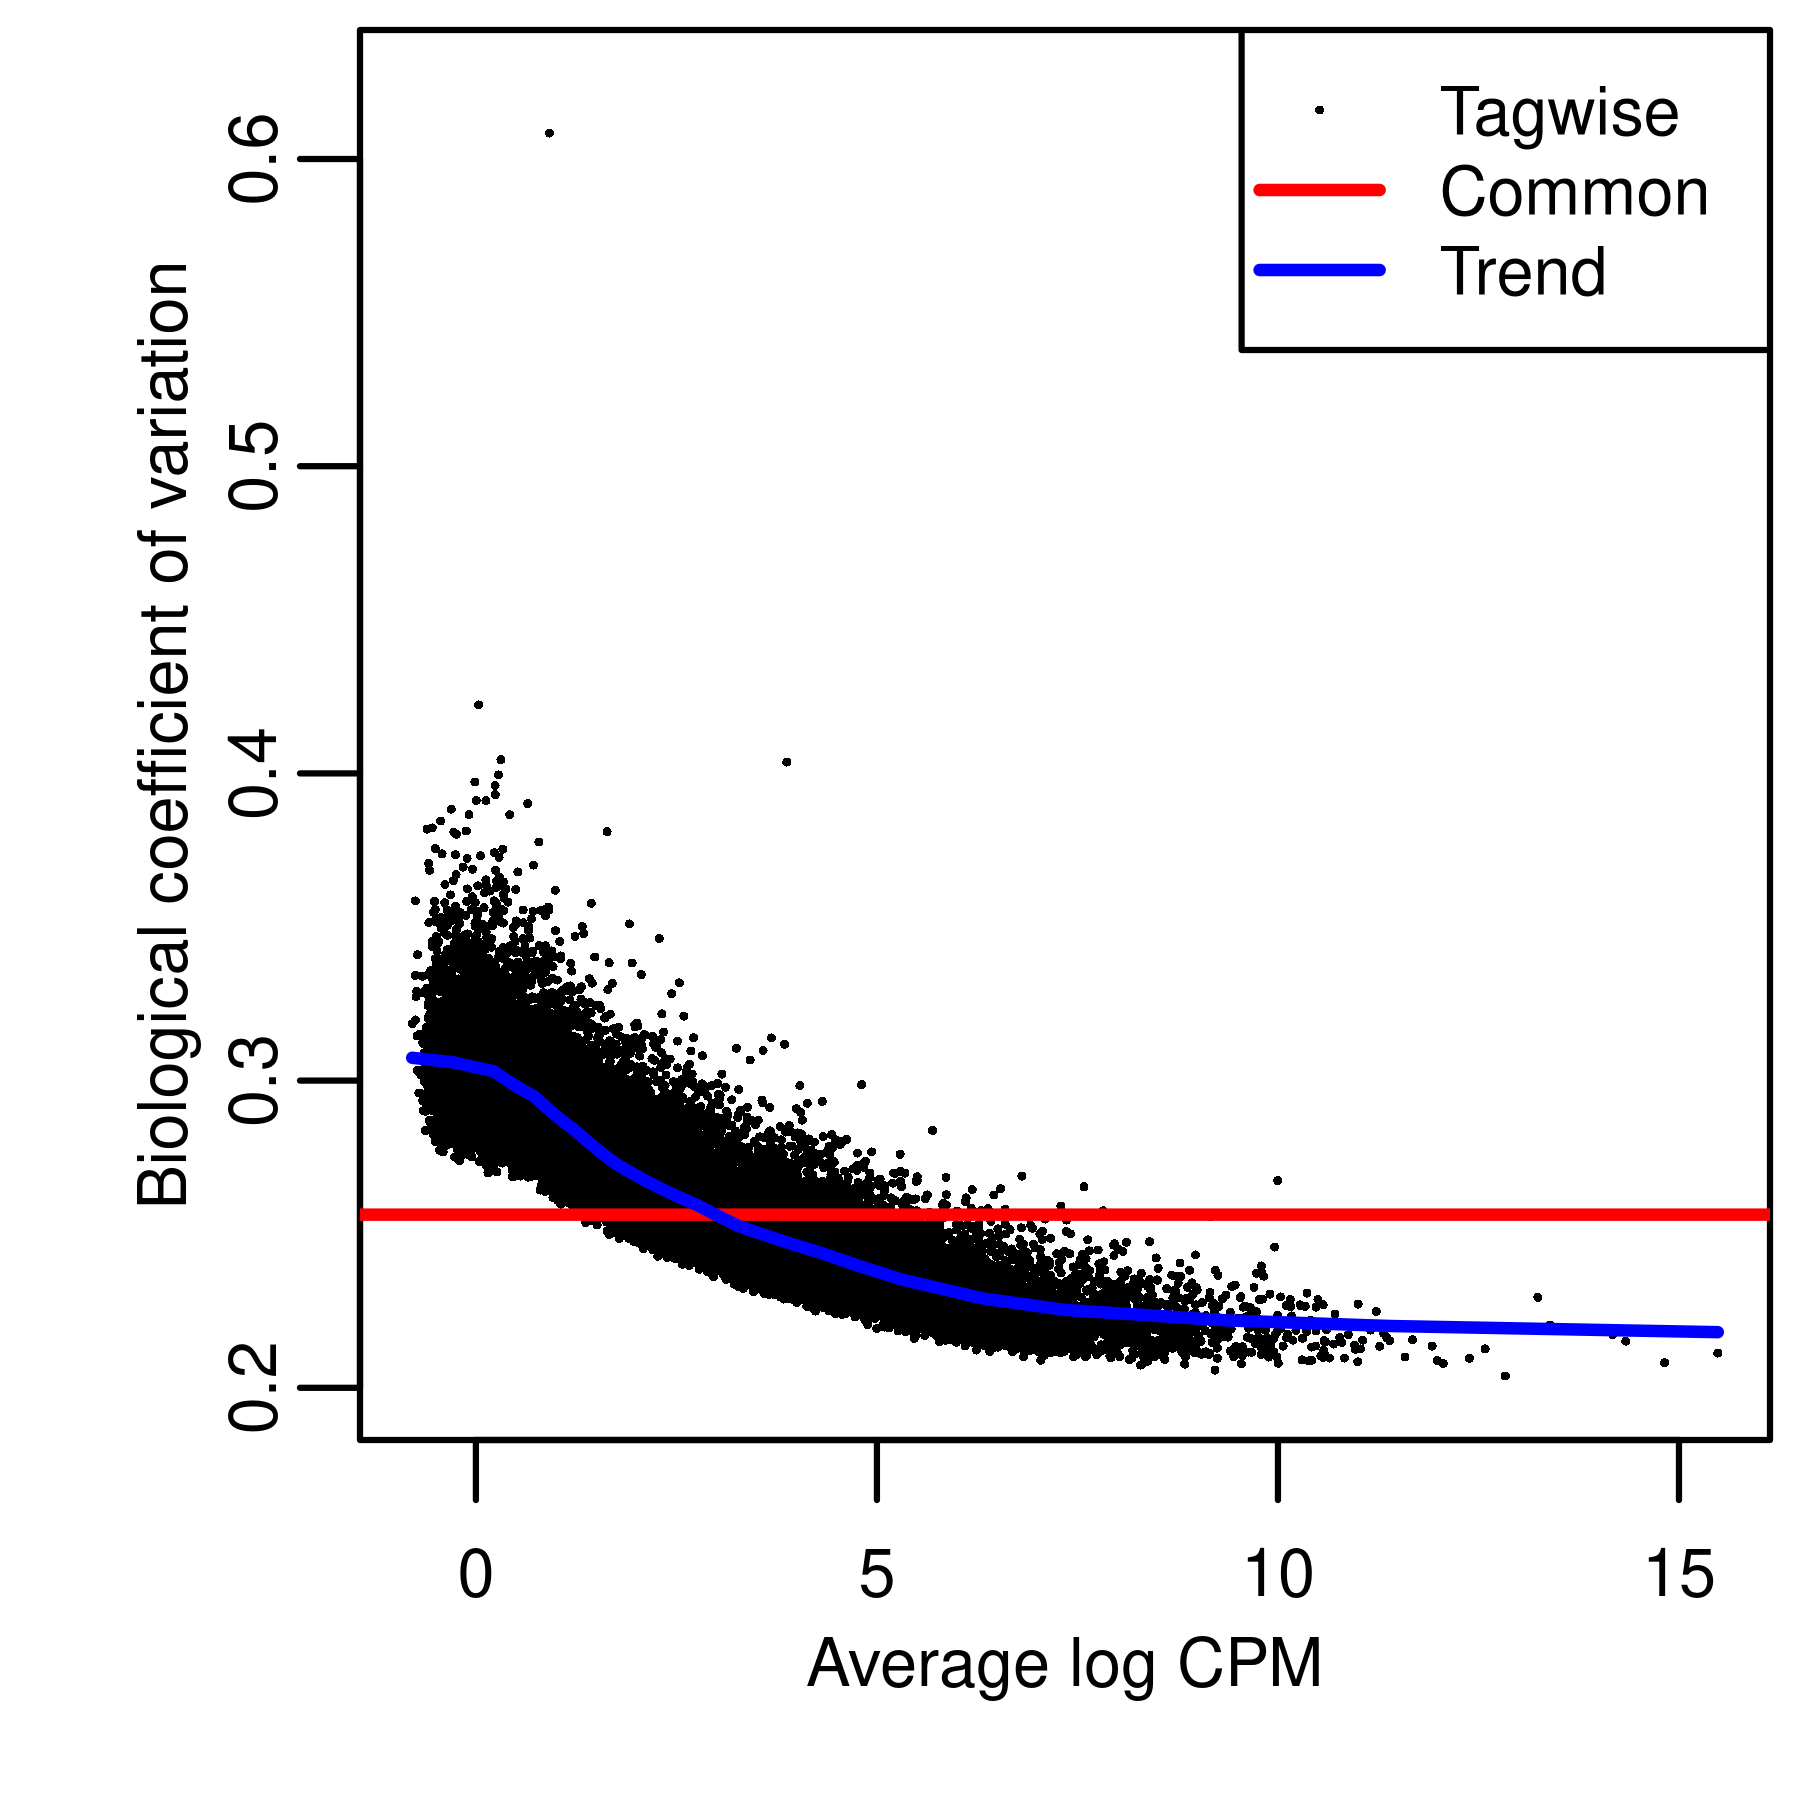 Tagwise
Common
Trend
Biological coefficient of variation
0.6
0.5
0.4
0.3
0.2
0 5 10 15
Average log CPM